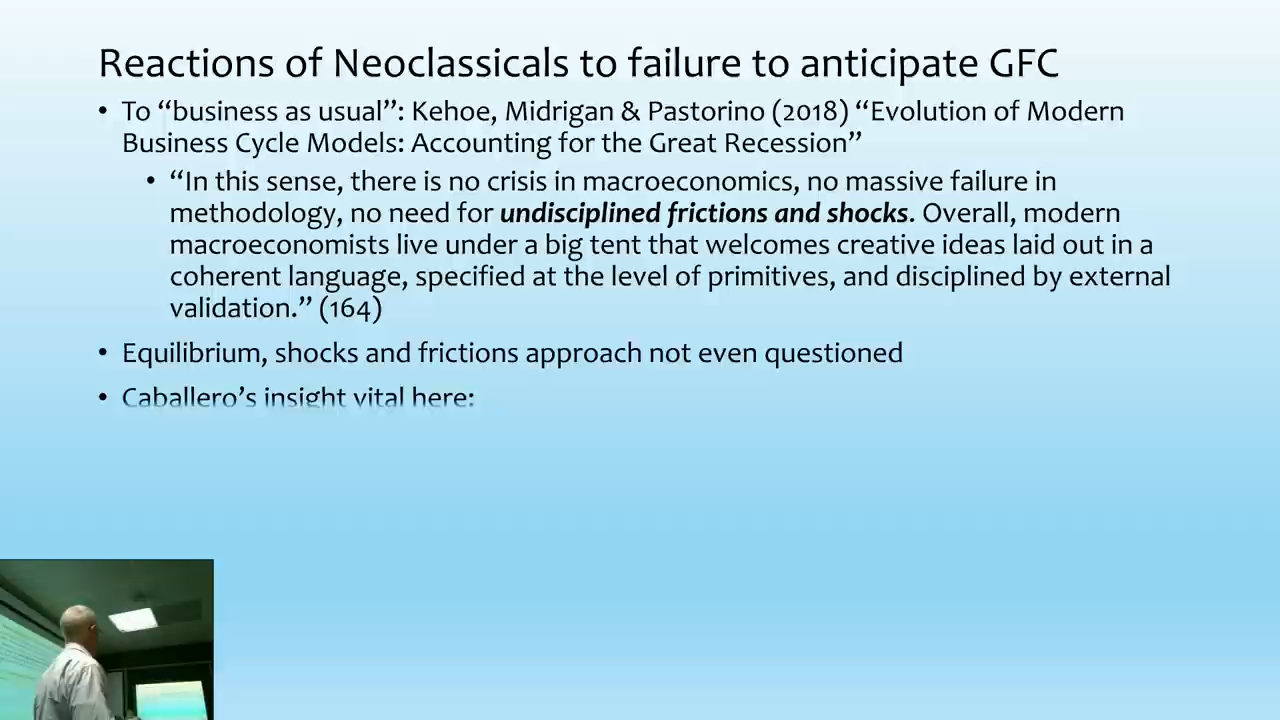 Reactions of Neoclassicals to failure to anticipate GFC
• To “business as usual”: Kehoe, Midrigan & Pastorino (2018) “Evolution of Modern
Business Cycle Models: Accounting for the Great Recession”
• “In this sense, there is no crisis in macroeconomics, no massive failure in
methodology, no need for undisciplined frictions and shocks. Overall, modern
macroeconomists live under a big tent that welcomes creative ideas laid out in a
coherent language, specified at the level of primitives, and disciplined by external
validation.” (164)
• Equilibrium, shocks and frictions approach not even questioned
• Caballero’s insight vital here: